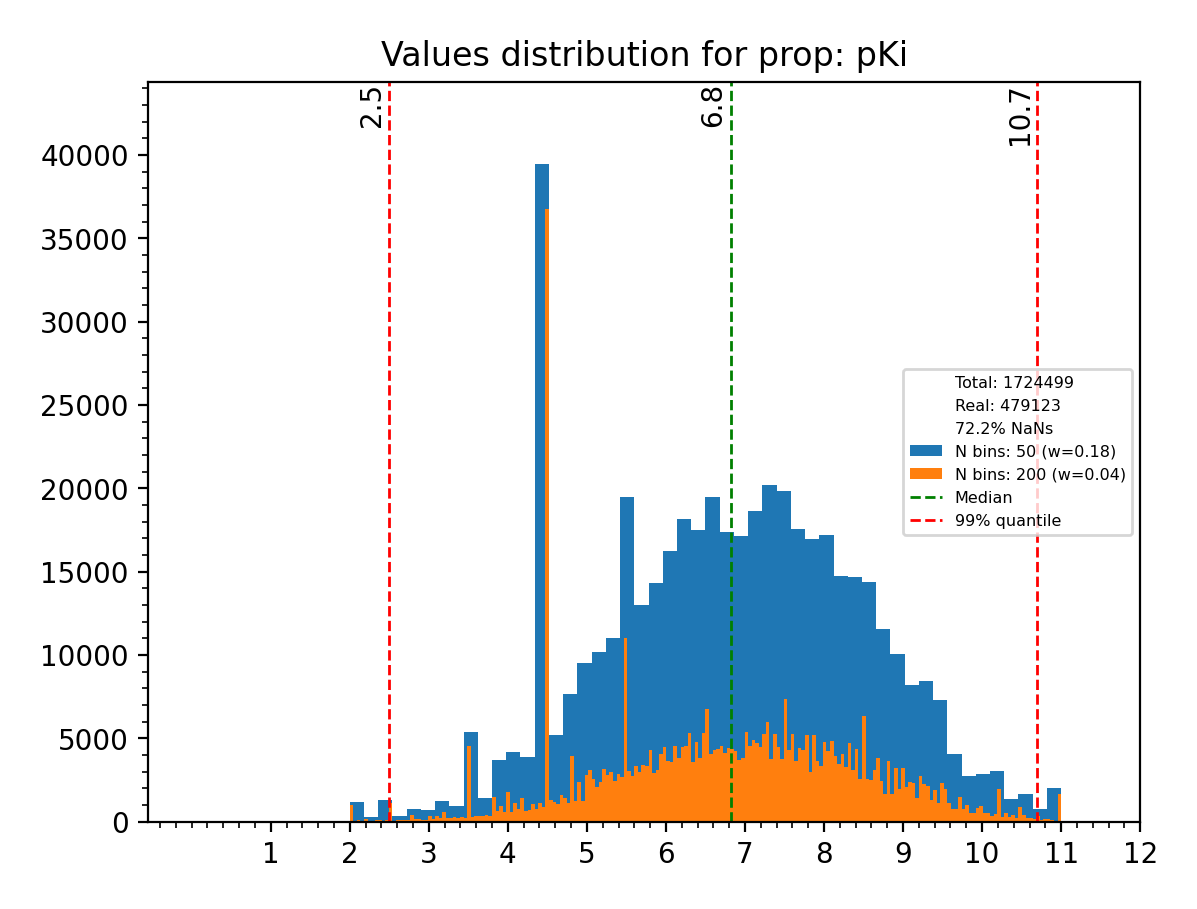 Values distribution for prop: pKi
2.5
6.8
10.7
40000
35000
30000
25000
20000
15000
10000
5000
0
Total: 1724499
Real: 479123
72.2% NaNs
N bins: 50 (w=0.18)
N bins: 200 (w=0.04)
Median
99% quantile
1 2 3 4 5 6 7 8 9 10 11 12